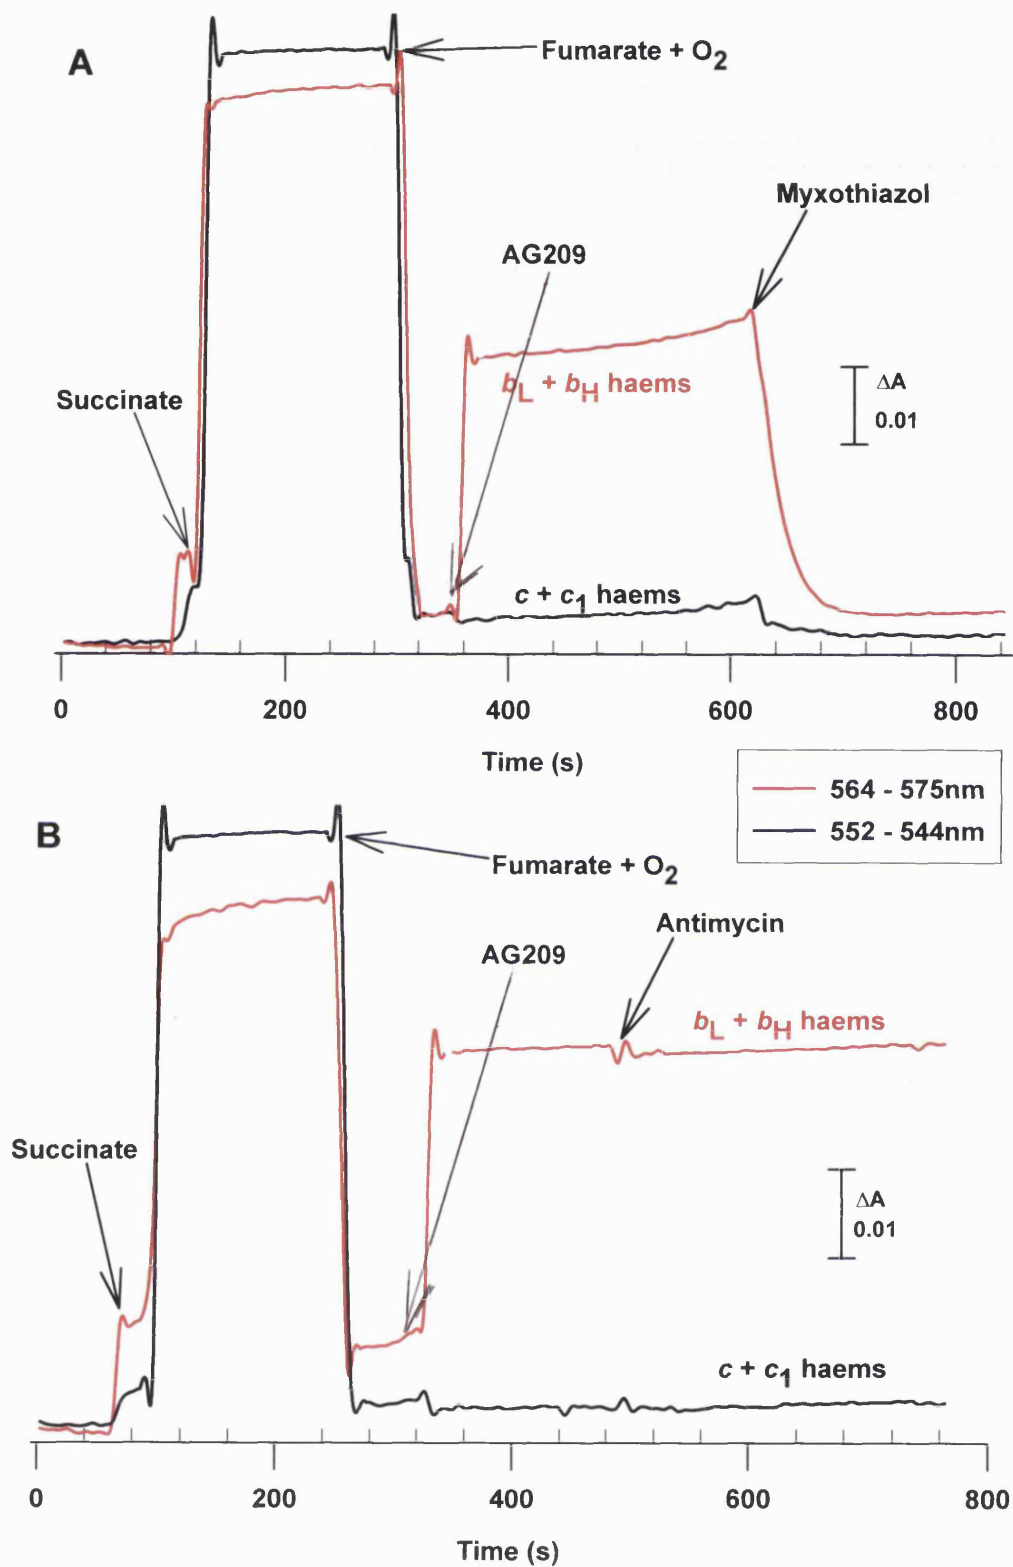 A
Fumarate + O2
Myxothiazol
AG209
bL + bH haems
ΔA
0.01
Succinate
c + c1 haems
0 200 400 600 800
Time (s)
564 - 575nm
552 - 544nm
B
Fumarate + O2
Antimycin
AG209
bL + bH haems
Succinate
ΔA
0.01
c + c1 haems
0 200 400 600 800
Time (s)